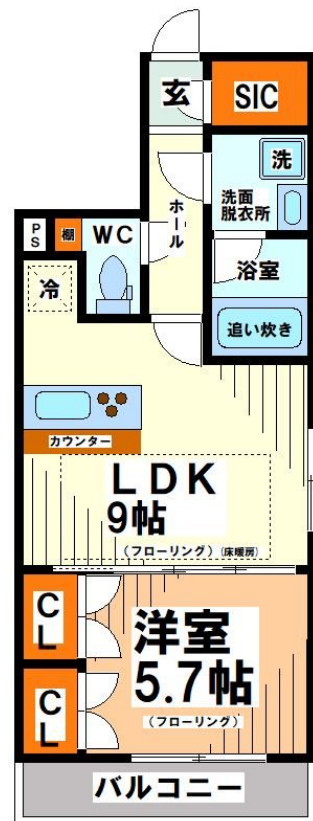 玄
SIC
洗
洗面
脱衣所
ホール
PS
棚
WC
冷
浴室
追い炊き
カウンター
LDK
9帖
（フローリング）（床暖房）
CL
洋室
5.7帖
（フローリング）
CL
バルコニー